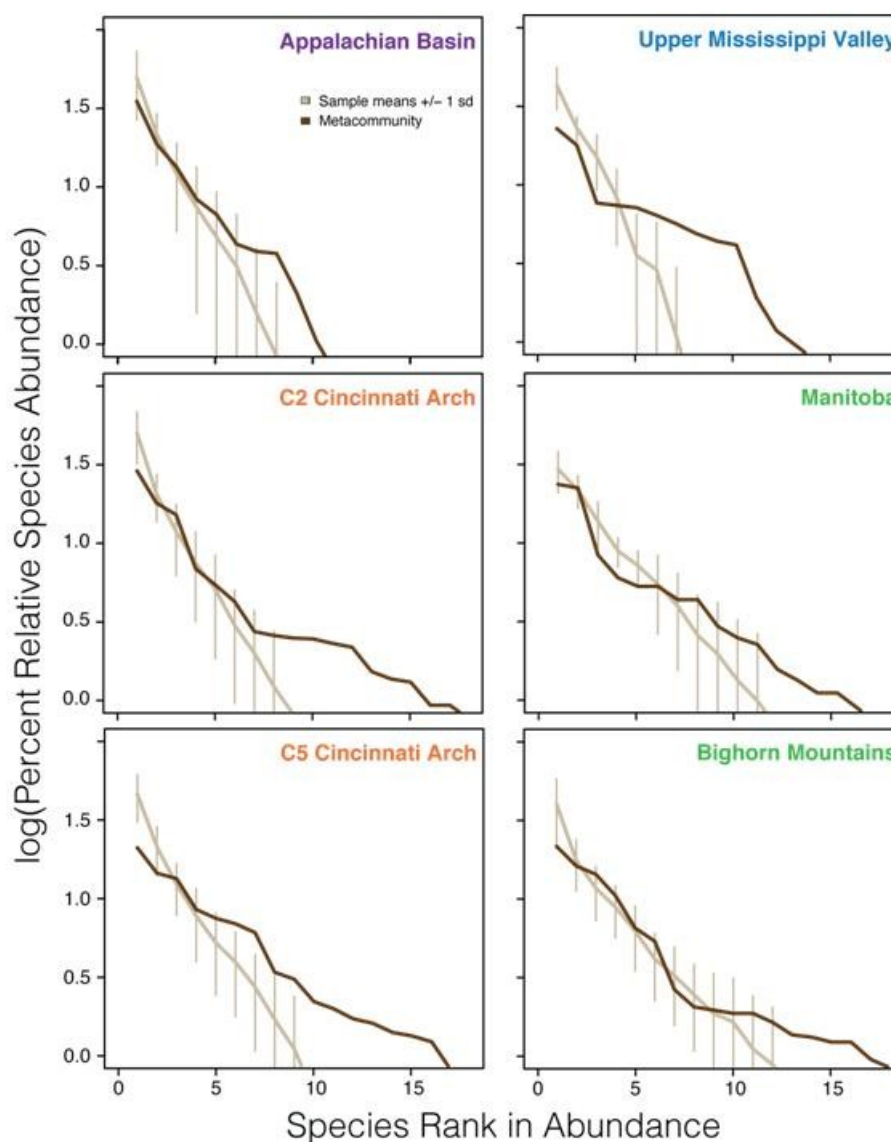 Appalachian Basin
Upper Mississippi Valley
Sample means +/− 1 sd
Metacommunity
1.5
1.0
0.5
0.0
C2 Cincinnati Arch
Manitoba
1.5
1.0
0.5
0.0
C5 Cincinnati Arch
Bighorn Mountains
1.5
1.0
0.5
0.0
0 5 10 15
0 5 10 15
log(Percent Relative Species Abundance)
Species Rank in Abundance